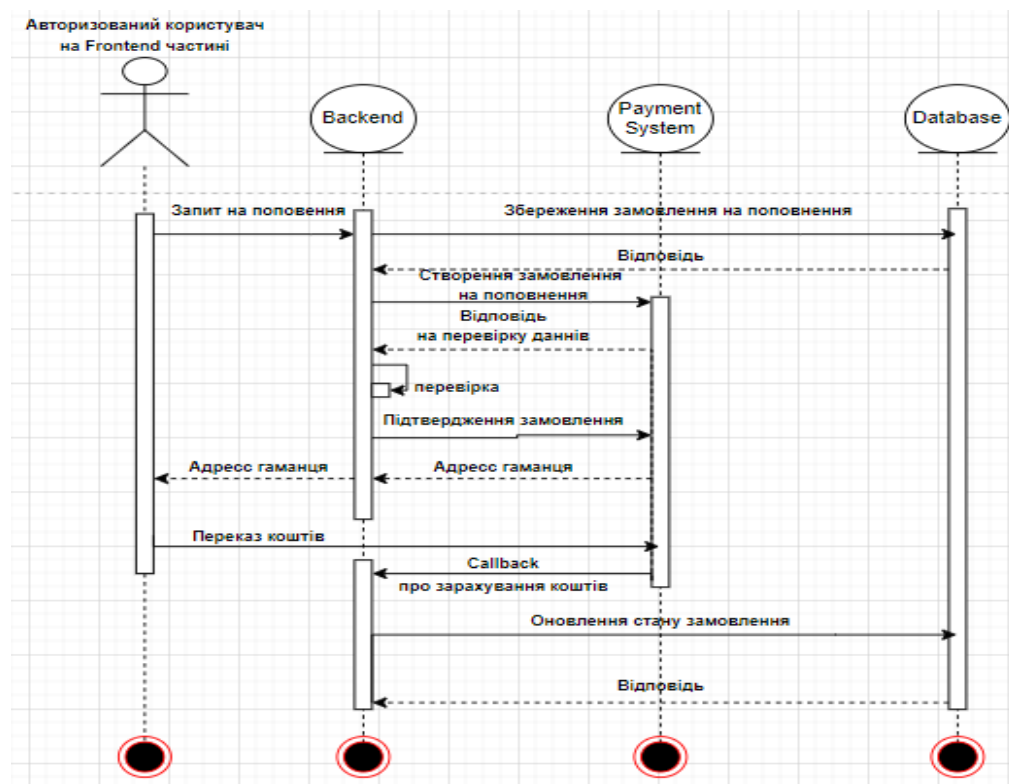 Авторизований користувач
на Frontend частині
Backend
Payment
System
Database
Запит на поповення
Збереження замовлення на поповнення
Відповідь
Створення замовлення
на поповнення
Відповідь
на перевірку даннів
перевірка
Підтвердження замовлення
Адресс гаманця
Адресс гаманця
Переказ коштів
Callback
про зарахування коштів
Оновлення стану замовлення
Відповідь